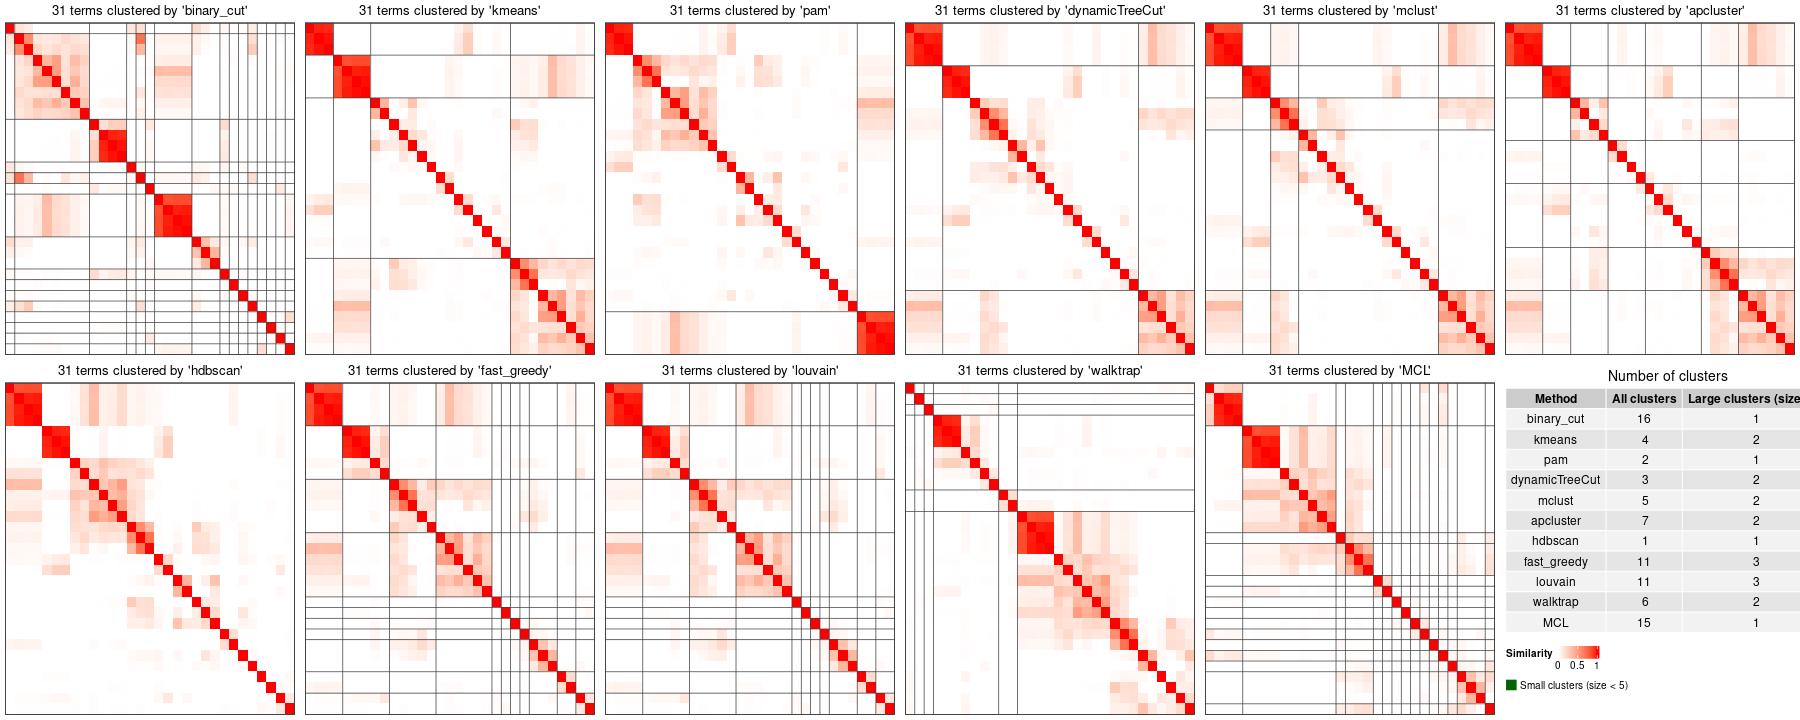 31 terms clustered by 'binary_cut'
31 terms clustered by 'kmeans'
31 terms clustered by 'pam'
31 terms clustered by 'dynamicTreeCut'
31 terms clustered by 'mclust'
31 terms clustered by 'apcluster'
31 terms clustered by 'hdbscan'
31 terms clustered by 'fast_greedy'
31 terms clustered by 'louvain'
31 terms clustered by 'walktrap'
31 terms clustered by 'MCL'
Number of clusters
Method All clusters Large clusters (size
binary_cut 16 1
kmeans 4 2
pam 2 1
dynamicTreeCut 3 2
mclust 5 2
apcluster 7 2
hdbscan 1 1
fast_greedy 11 3
louvain 11 3
walktrap 6 2
MCL 15 1
Similarity
0 0.5 1
Small clusters (size < 5)